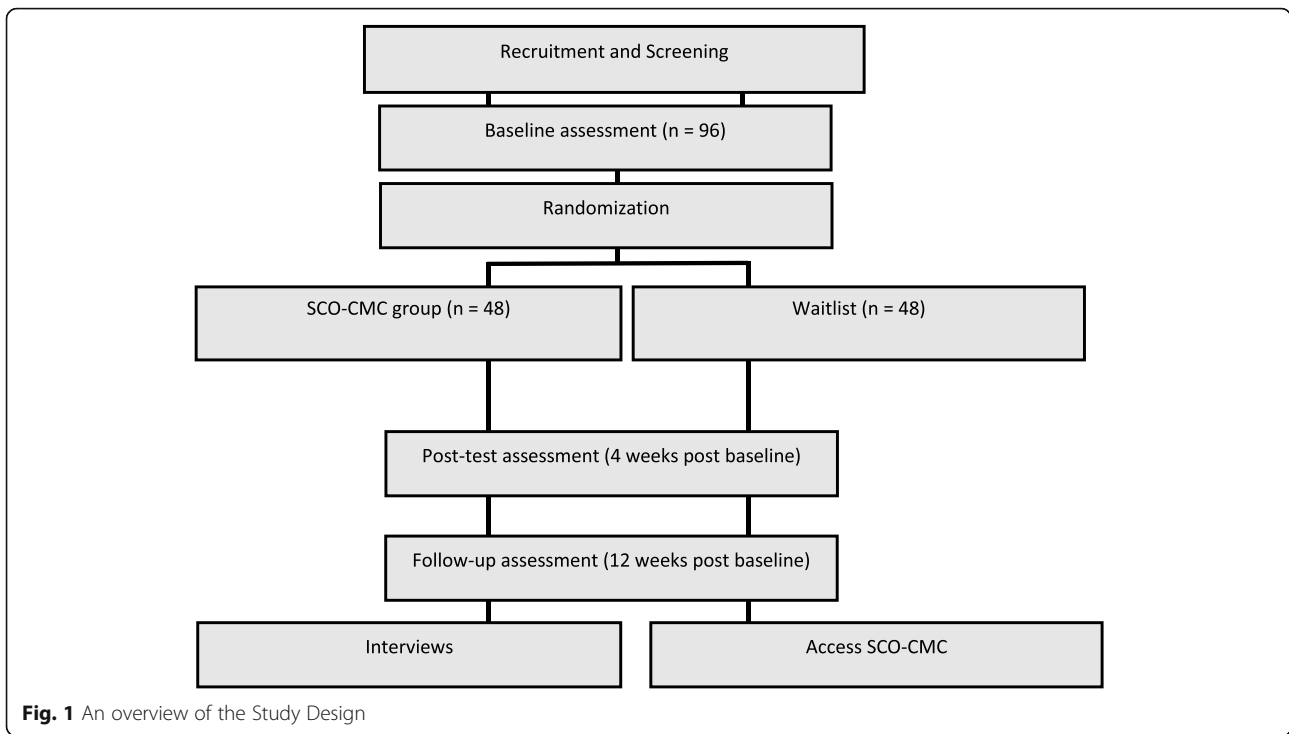 Recruitment and Screening
Baseline assessment (n = 96)
Randomization
SCO-CMC group (n = 48)
Waitlist (n = 48)
Post-test assessment (4 weeks post baseline)
Follow-up assessment (12 weeks post baseline)
Interviews
Access SCO-CMC
Fig. 1 An overview of the Study Design